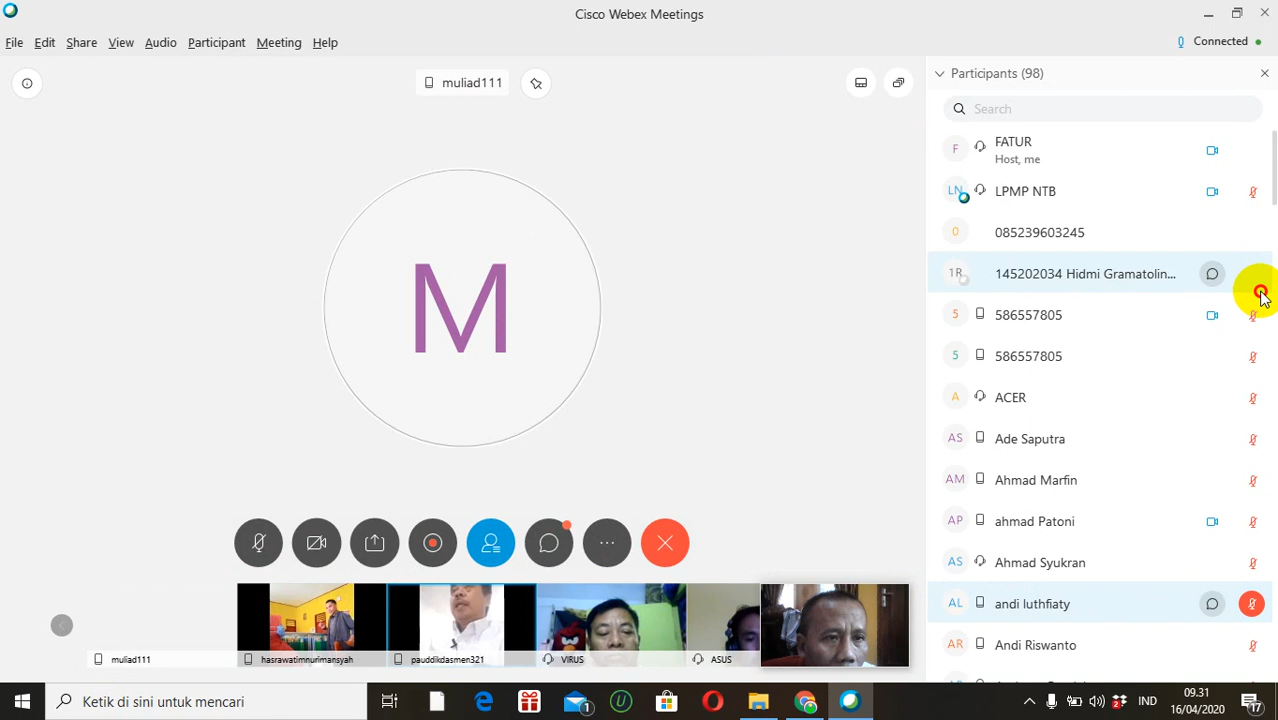 Cisco Webex Meetings
File Edit Share View Audio Participant Meeting Help
Connected
muliad111
Participants (98)
Search
F FATUR
Host, me
LN LPMP NTB
0 085239603245
1R 145202034 Hidmi Gramatolin...
5 586557805
5 586557805
A ACER
AS Ade Saputra
AM Ahmad Marfin
AP ahmad Patoni
AS Ahmad Syukran
AL andi luthfiaty
AR Andi Riswanto
M
muliad111
hasrawatimnurimansyah
pauddikdasmen321
VIRUS
ASUS
Ketik di sini untuk mencari
1
U
IND
09.31
16/04/2020
17